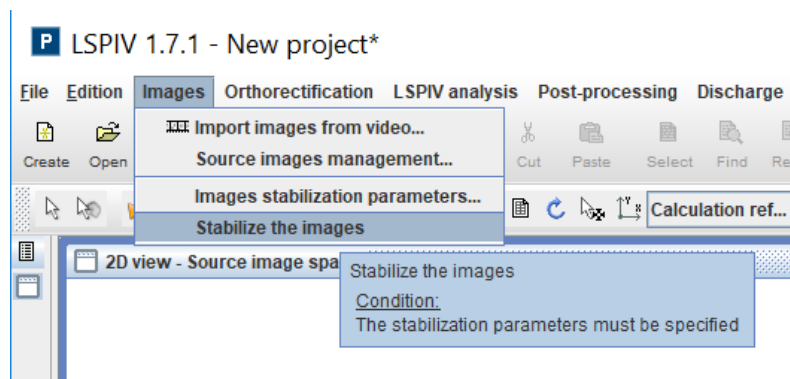 P LSPIV 1.7.1 - New project*
File Edition Images Orthorectification LSPIV analysis Post-processing Discharge
Import images from video...
Source images management...
Images stabilization parameters...
Stabilize the images
Create Open Cut Paste Select Find Re
Calculation ref...
2D view - Source image spa
Stabilize the images
Condition:
The stabilization parameters must be specified